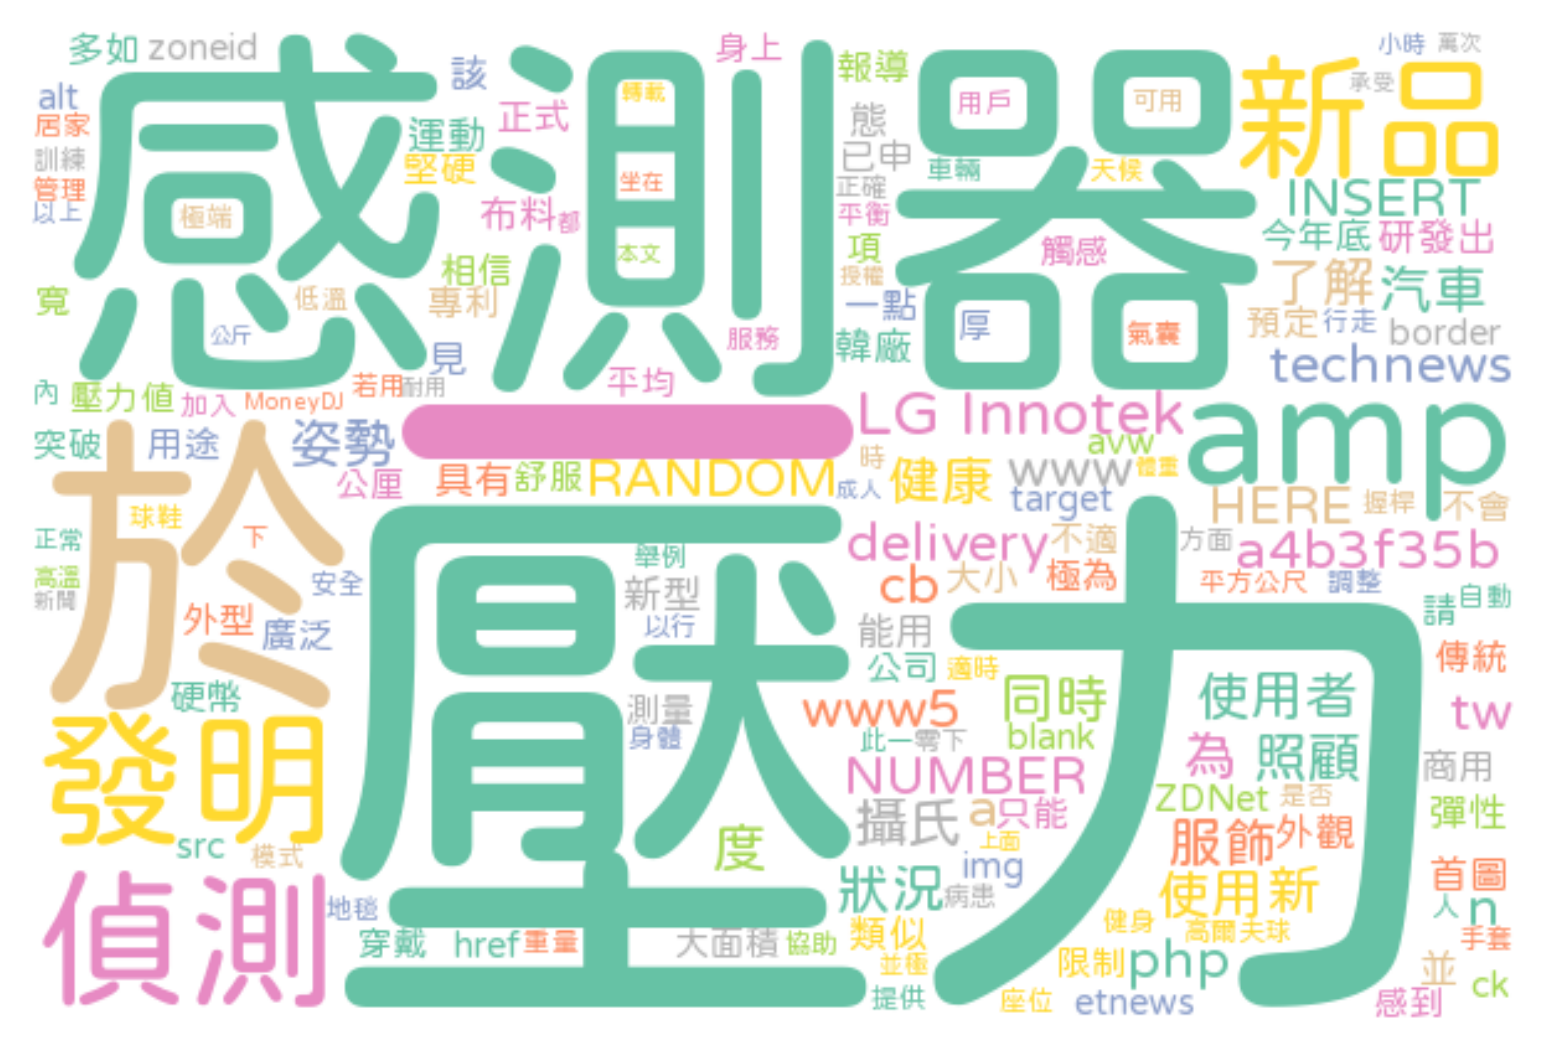 感測器
壓力
於
一
新品
amp
發明
偵測
多如
zoneid
alt
居家
訓練
管理
以上
寬
極端
低溫
公斤
內
壓力值
加入
MoneyDJ
若用
耐用
突破
用途
姿勢
公厘
該
正式
運動
堅硬
布料
都
相信
專利
見
轉載
坐在
本文
身上
服務
平均
報導
態
已申
正確
平衡
項
授權
一點
韓廠
用戶
可用
車輛
天候
觸感
厚
氣囊
小時
萬次
承受
INSERT
今年底
研發出
了解
汽車
預定
行走
border
technews
LG Innotek
avw
具有
舒服
RANDOM
成人
時
健康
www
體重
target
HERE
握桿
不會
球鞋
下
正常
高溫
新聞
安全
外型
廣泛
硬幣
舉例
新型
以行
測量
身體
delivery
不適
方面
a4b3f35b
cb
大小
極為
平方公尺
調整
請
自動
能用
公司
適時
傳統
www5
同時
使用者
tw
此一
零下
blank
為
照顧
商用
NUMBER
ZDNet
是否
彈性
攝氏
a
只能
上面
服飾
外觀
度
img
狀況
病患
使用
新
首圖
人
n
手套
src
模式
地毯
穿戴
href
重量
大面積
協助
類似
並極
提供
健身
高爾夫球
限制
php
並
ck
座位
etnews
感到